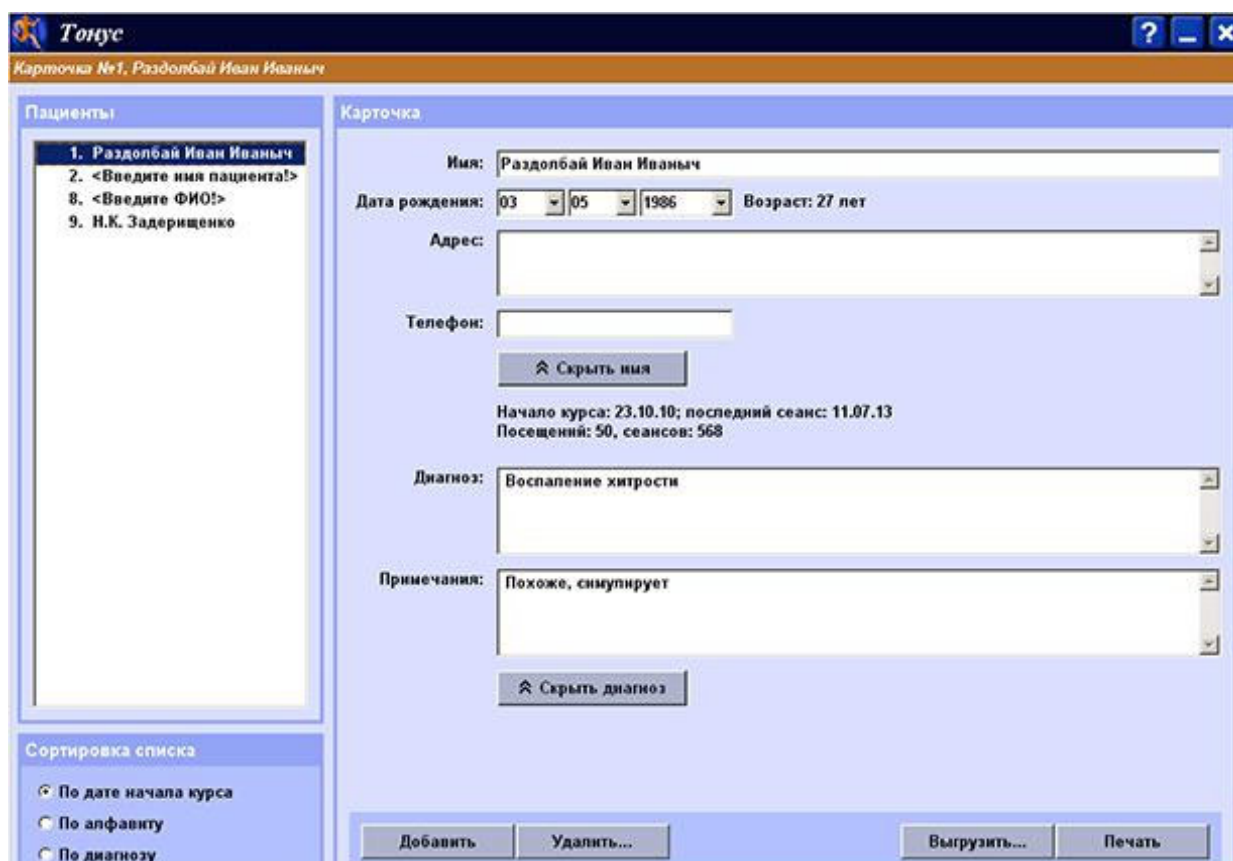 Тонус
Карточка №1, Раздолбай Иван Иваныч
Пациенты
1. Раздолбай Иван Иваныч
2. <Введите имя пациента!>
8. <Введите ФИО!>
9. Н.К. Задерищенко
Сортировка списка
По дате начала курса
По алфавиту
По диагнозу
Карточка
Имя: Раздолбай Иван Иваныч
Дата рождения: 03 05 1986 Возраст: 27 лет
Адрес:
Телефон:
Скрыть имя
Начало курса: 23.10.10; последний сеанс: 11.07.13
Посещений: 50, сеансов: 568
Диагноз: Воспаление хитрости
Примечания: Похоже, симулирует
Скрыть диагноз
Добавить Удалить... Выгрузить... Печать